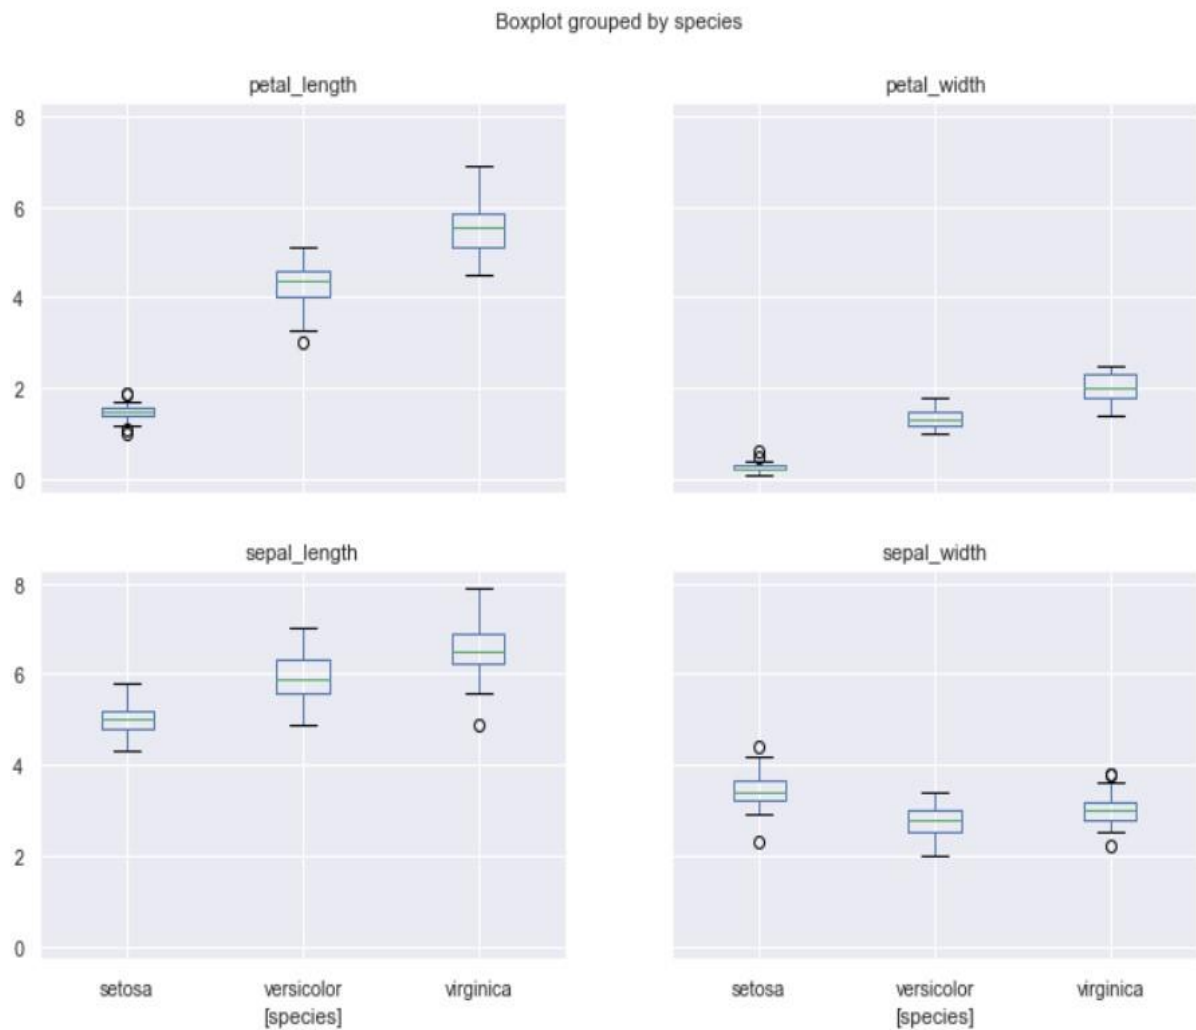 Boxplot grouped by species
petal_length
petal_width
8
6
4
2
0
sepal_length
sepal_width
8
6
4
2
0
setosa
versicolor
virginica
[species]
setosa
versicolor
virginica
[species]